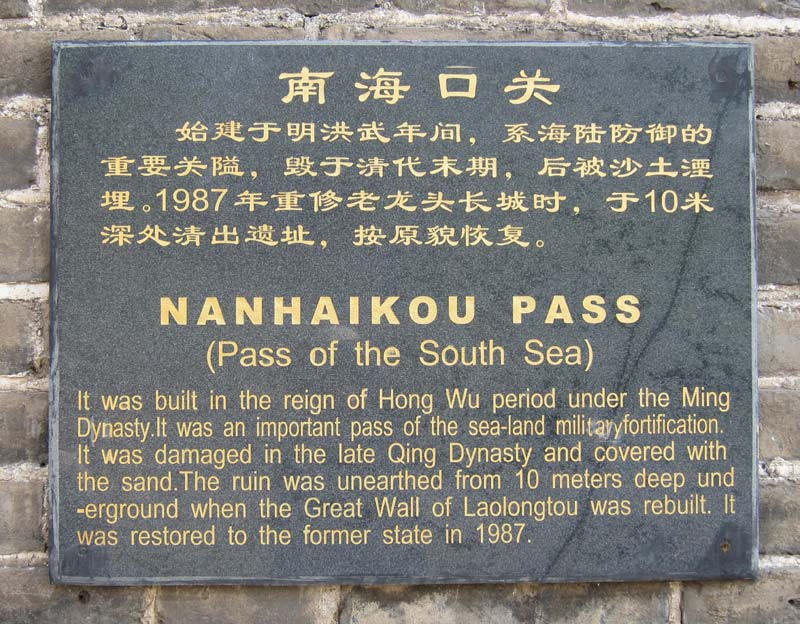 南海口关
始建于明洪武年间，系海陆防御的
重要关隘，毁于清代末期，后被沙土湮
埋。1987年重修老龙头长城时，于10米
深处清出遗址，按原貌恢复。
NANHAIKOU PASS
(Pass of the South Sea)
It was built in the reign of Hong Wu period under the Ming
Dynasty.It was an important pass of the sea-land militaryfortification.
It was damaged in the late Qing Dynasty and covered with
the sand.The ruin was unearthed from 10 meters deep und
-erground when the Great Wall of Laolongtou was rebuilt. It
was restored to the former state in 1987.